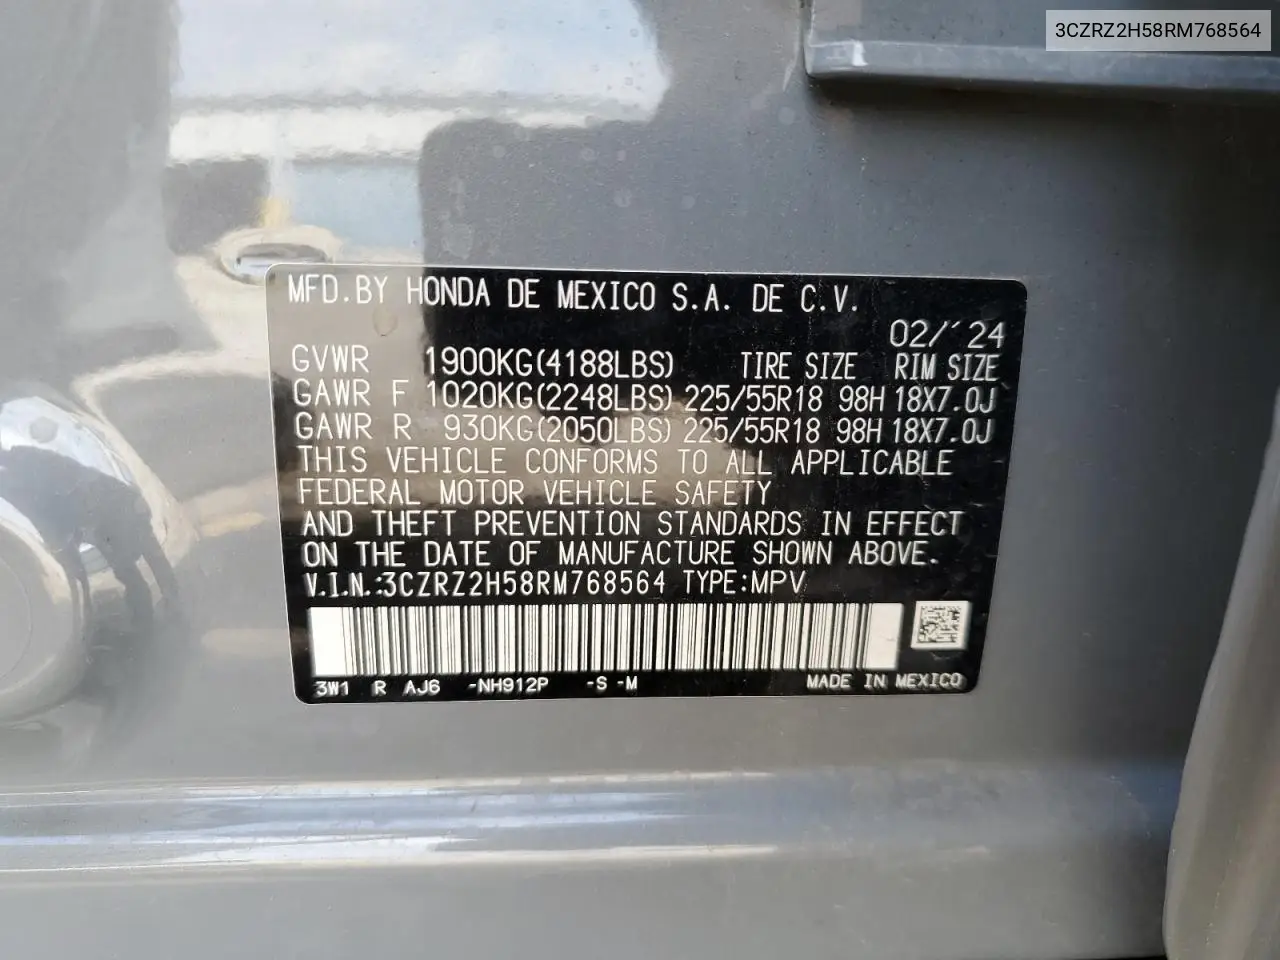 3CZRZ2H58RM768564
MFD.BY HONDA DE MEXICO S.A. DE C.V.
02/´24
GVWR 1900KG(4188LBS) TIRE SIZE RIM SIZE
GAWR F 1020KG(2248LBS) 225/55R18 98H 18X7.0J
GAWR R 930KG(2050LBS) 225/55R18 98H 18X7.0J
THIS VEHICLE CONFORMS TO ALL APPLICABLE
FEDERAL MOTOR VEHICLE SAFETY
AND THEFT PREVENTION STANDARDS IN EFFECT
ON THE DATE OF MANUFACTURE SHOWN ABOVE.
V.I.N.:3CZRZ2H58RM768564 TYPE:MPV
3W1 R AJ6 -NH912P -S -M MADE IN MEXICO